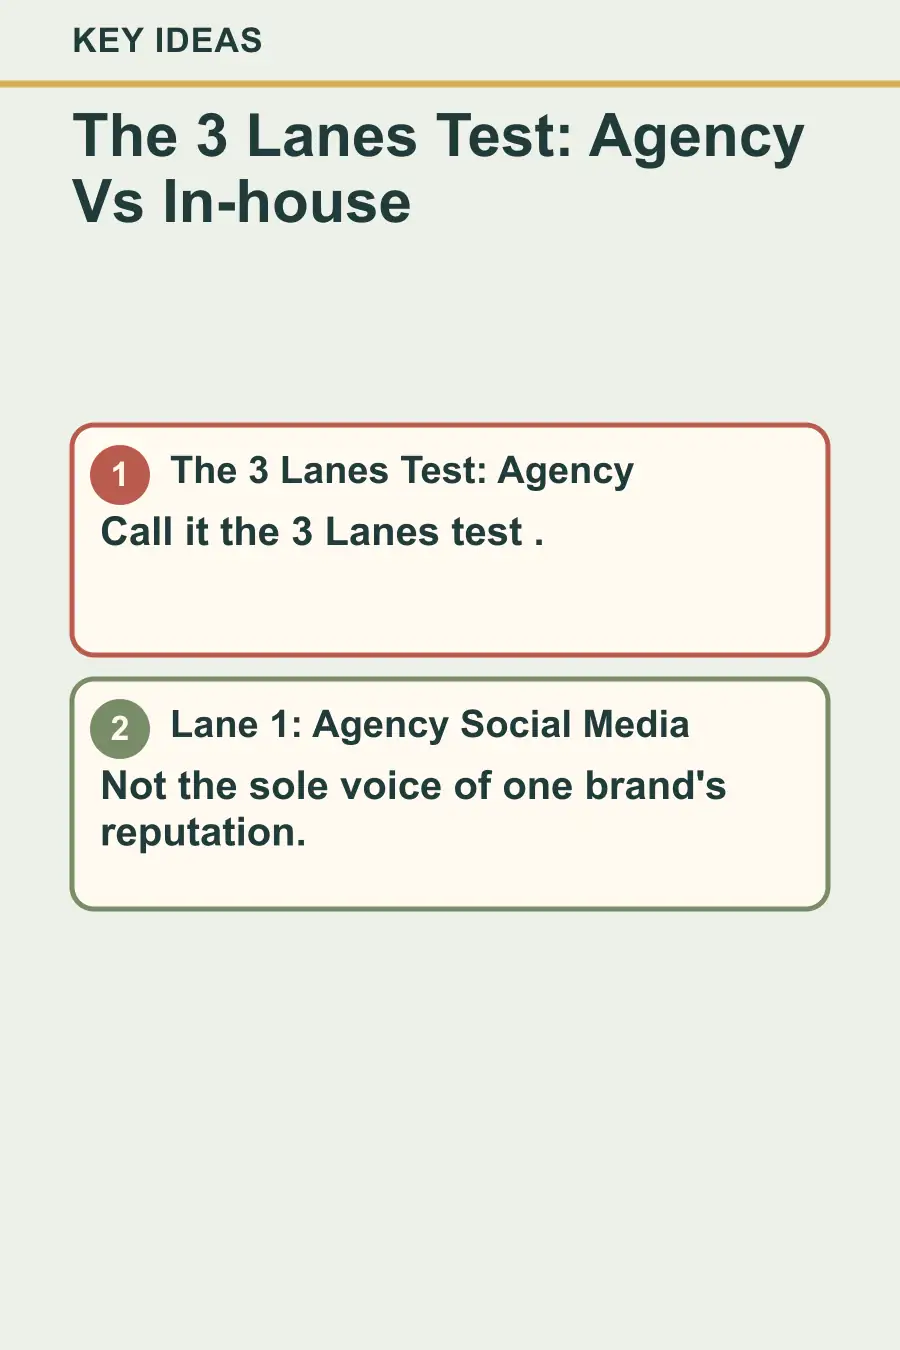 KEY IDEAS
The 3 Lanes Test: Agency
Vs In-house
1 The 3 Lanes Test: Agency
Call it the 3 Lanes test .
2 Lane 1: Agency Social Media
Not the sole voice of one brand's
reputation.